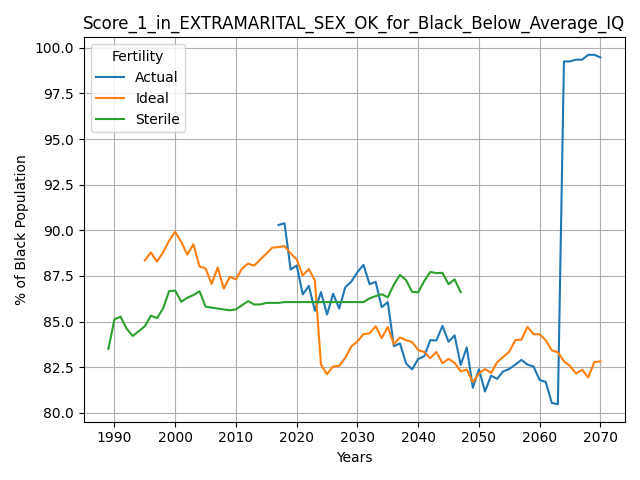 Score_1_in_EXTRAMARITAL_SEX_OK_for_Black_Below_Average_IQ
Fertility
Actual
Ideal
Sterile
% of Black Population
100.0
97.5
95.0
92.5
90.0
87.5
85.0
82.5
80.0
1990 2000 2010 2020 2030 2040 2050 2060 2070
Years